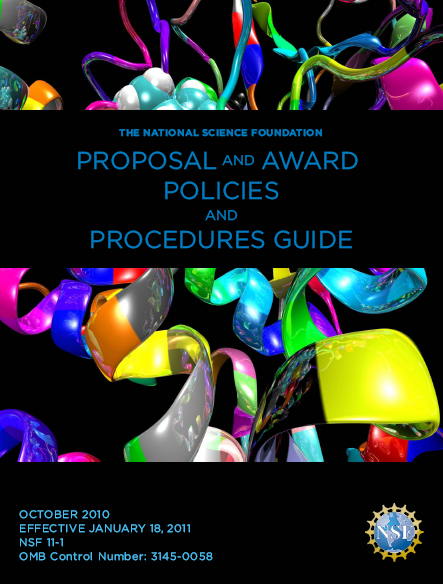 THE NATIONAL SCIENCE FOUNDATION
PROPOSAL AND AWARD
POLICIES
AND
PROCEDURES GUIDE
OCTOBER 2010
EFFECTIVE JANUARY 18, 2011
NSF 11-1
OMB Control Number: 3145-0058
NSF